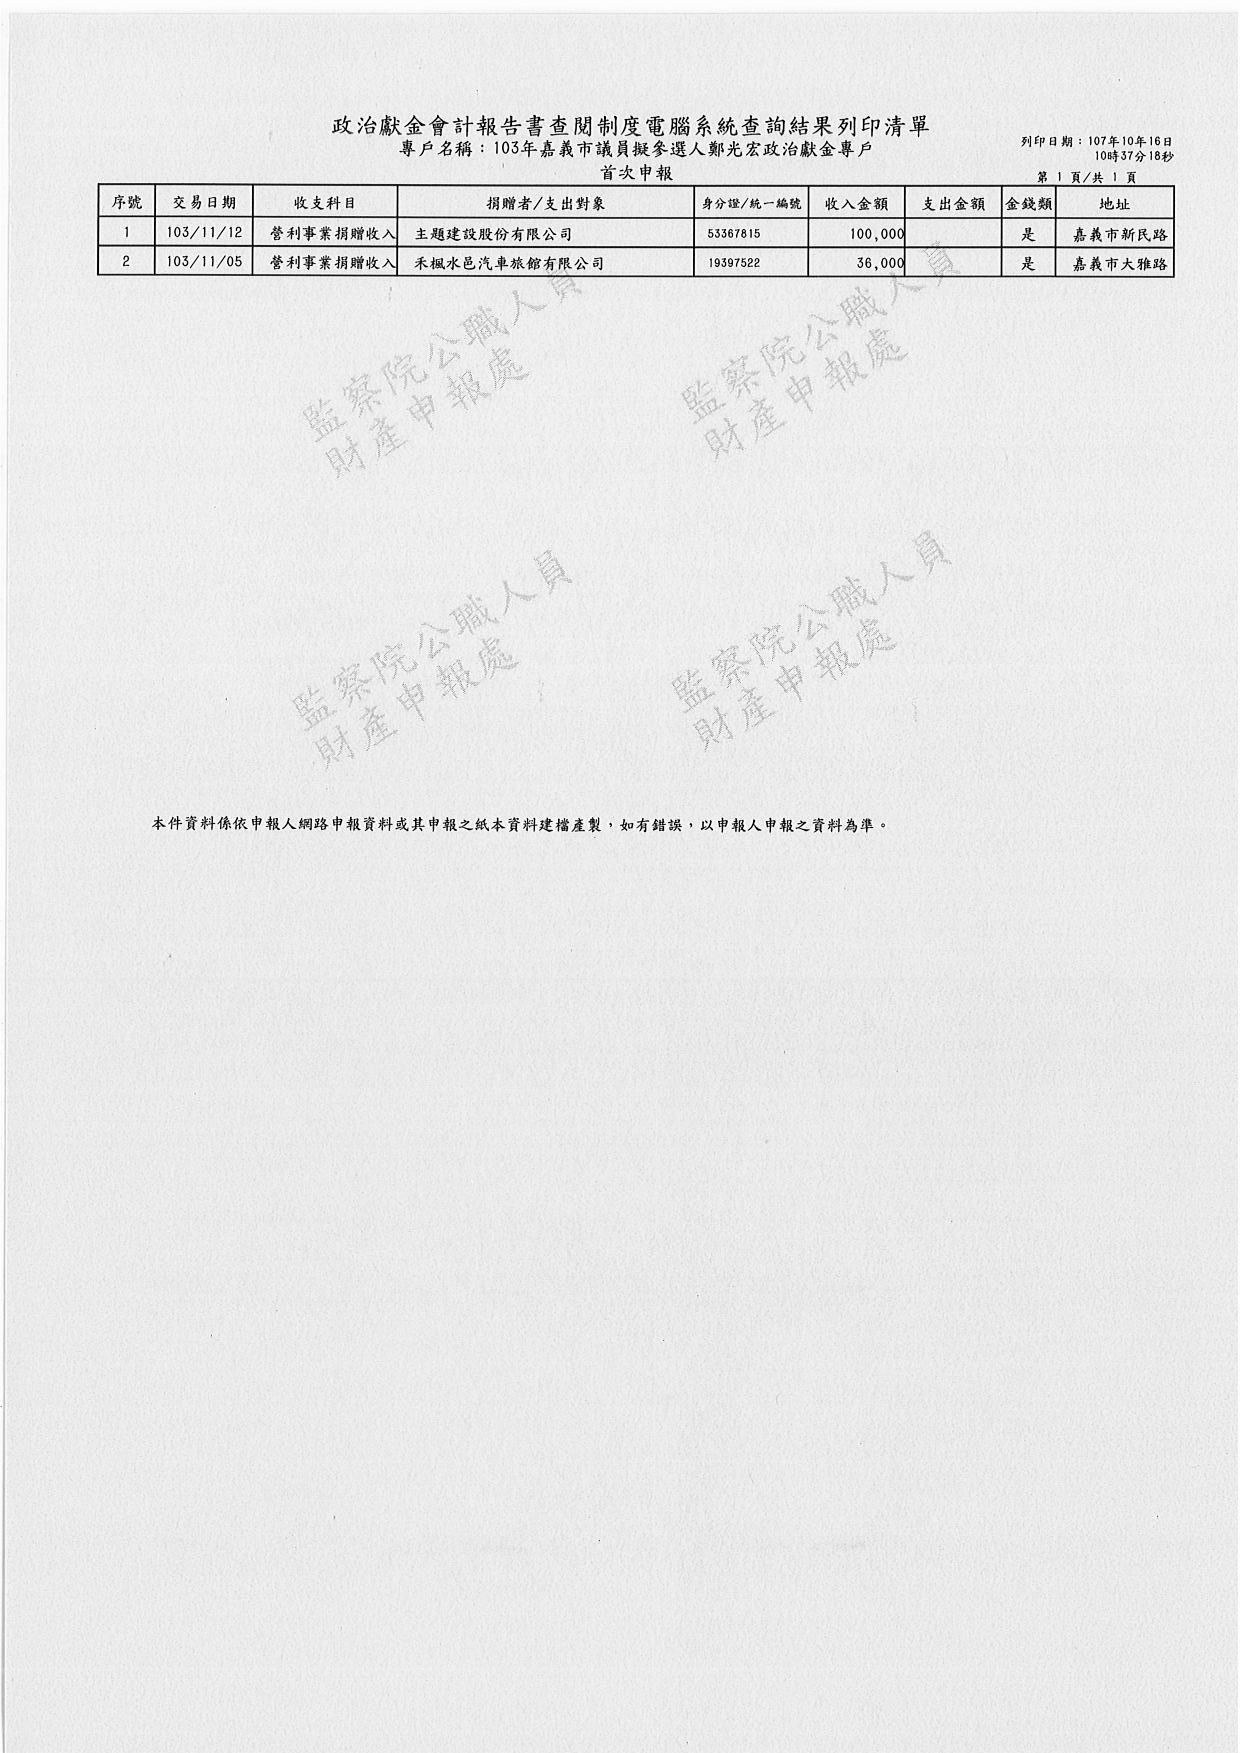 政治獻金會計報告書查閱制度電腦系統查詢結果列印清單
專戶名稱：103年嘉義市議員擬參選人鄭光宏政治獻金專戶
首次申報
列印日期：107年10月16日
10時37分18秒
第 1 頁/共 1 頁
序號 交易日期 收支科目 捐贈者/支出對象 身分證/統一編號 收入金額 支出金額 金錢類 地址
1 103/11/12 營利事業捐贈收入 主題建設股份有限公司 53367815 100,000 是 嘉義市新民路
2 103/11/05 營利事業捐贈收入 禾楓水邑汽車旅館有限公司 19397522 36,000 是 嘉義市大雅路
監察院公職人員
財產申報處
監察院公職人員
財產申報處
監察院公職人員
財產申報處
監察院公職人員
財產申報處
本件資料係依申報人網路申報資料或其申報之紙本資料建檔產製，如有錯誤，以申報人申報之資料為準。